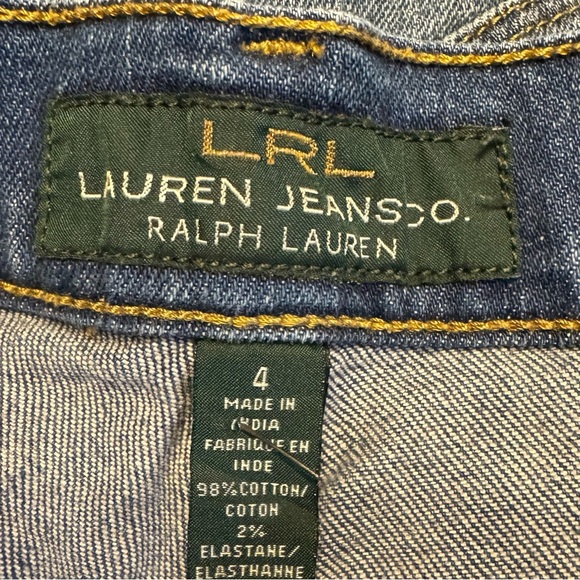 LRL
LAUREN JEANS CO.
RALPH LAUREN
4
MADE IN
INDIA
FABRIQUE EN
INDE
98% COTTON/
COTON
2%
ELASTANE/
ELASTHANNE